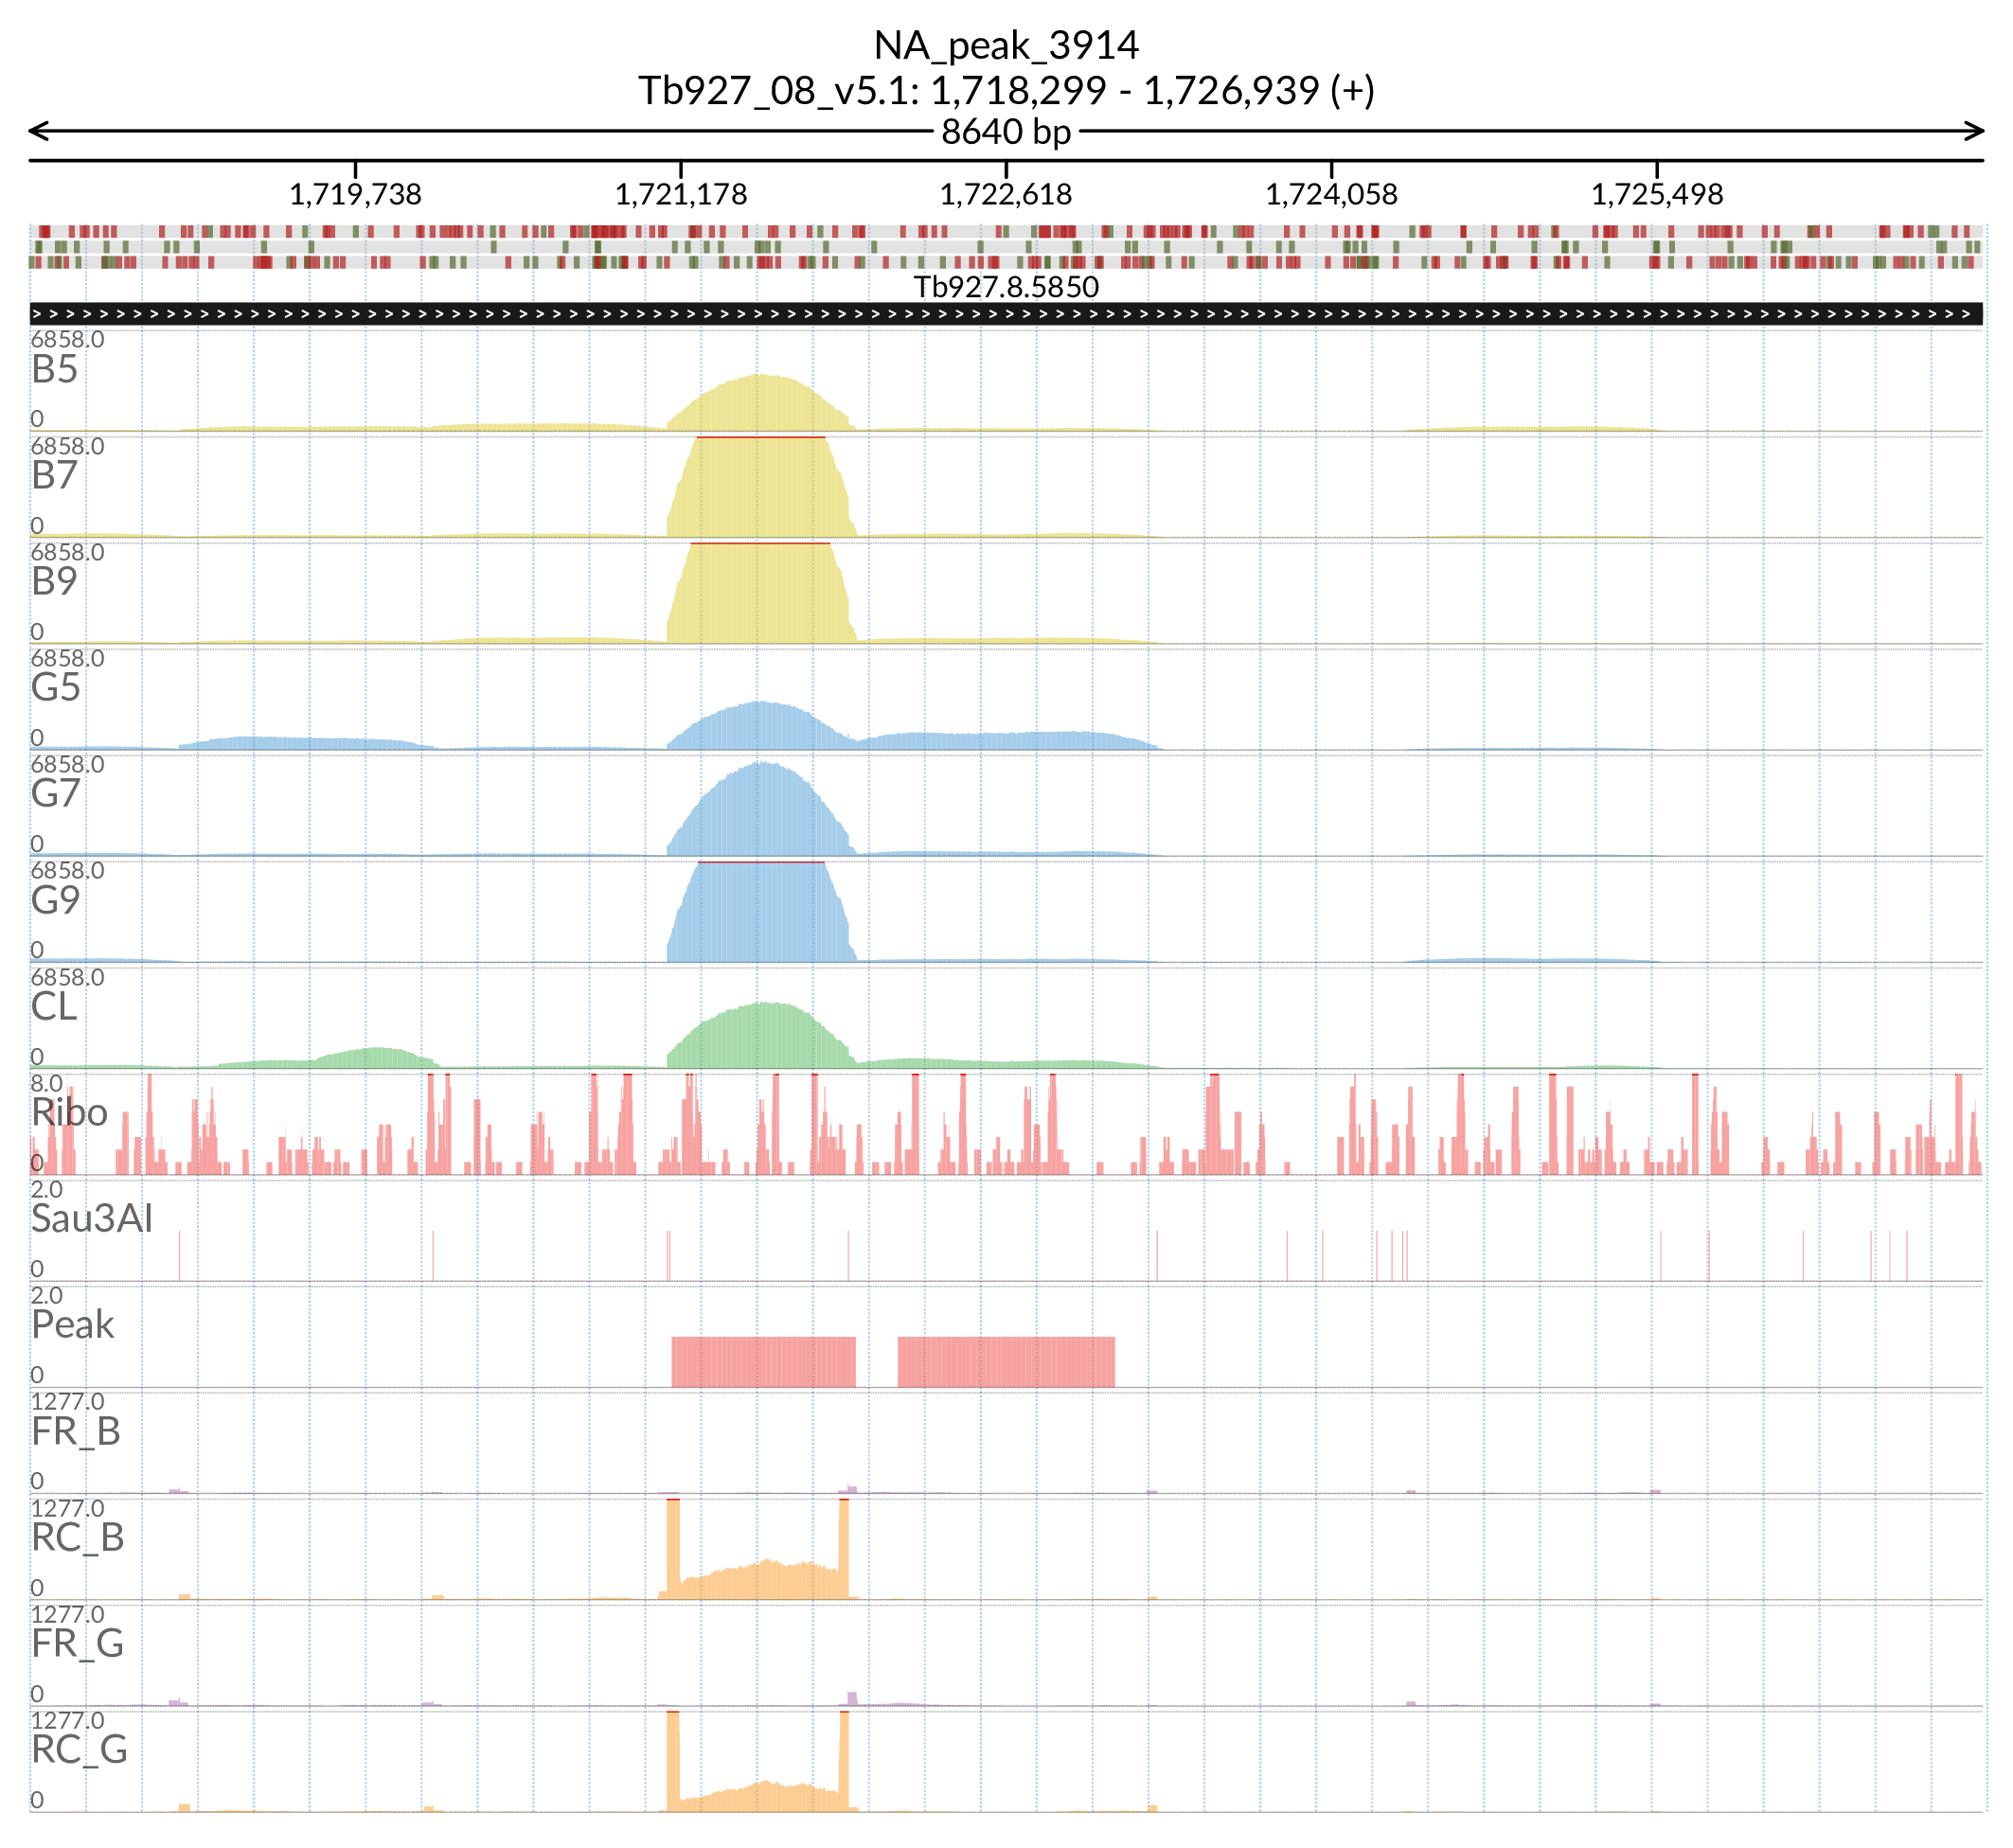 NA_peak_3914
Tb927_08_v5.1: 1,718,299 - 1,726,939 (+)
8640 bp
1,719,738 1,721,178 1,722,618 1,724,058 1,725,498
Tb927.8.5850
6858.0
B5
0
6858.0
B7
0
6858.0
B9
0
6858.0
G5
0
6858.0
G7
0
6858.0
G9
0
6858.0
CL
0
8.0
Ribo
0
2.0
Sau3AI
0
2.0
Peak
0
1277.0
FR_B
0
1277.0
RC_B
0
1277.0
FR_G
0
1277.0
RC_G
0